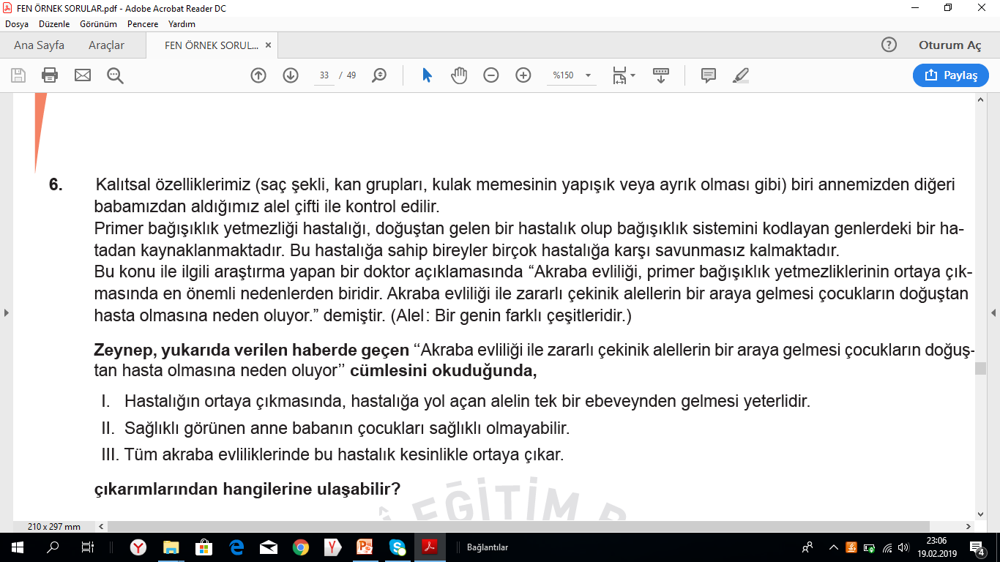 FEN ÖRNEK SORULAR.pdf - Adobe Acrobat Reader DC
Dosya Düzenle Görünüm Pencere Yardım
Ana Sayfa Araçlar FEN ÖRNEK SORUL... × ? Oturum Aç
33 / 49 %150 Paylaş
6. Kalıtsal özelliklerimiz (saç şekli, kan grupları, kulak memesinin yapışık veya ayrık olması gibi) biri annemizden diğeri
babamızdan aldığımız alel çifti ile kontrol edilir.
Primer bağışıklık yetmezliği hastalığı, doğuştan gelen bir hastalık olup bağışıklık sistemini kodlayan genlerdeki bir ha-
tadan kaynaklanmaktadır. Bu hastalığa sahip bireyler birçok hastalığa karşı savunmasız kalmaktadır.
Bu konu ile ilgili araştırma yapan bir doktor açıklamasında “Akraba evliliği, primer bağışıklık yetmezliklerinin ortaya çık-
masında en önemli nedenlerden biridir. Akraba evliliği ile zararlı çekinik alellerin bir araya gelmesi çocukların doğuştan
hasta olmasına neden oluyor.” demiştir. (Alel: Bir genin farklı çeşitleridir.)
Zeynep, yukarıda verilen haberde geçen ‘‘Akraba evliliği ile zararlı çekinik alellerin bir araya gelmesi çocukların doğuş-
tan hasta olmasına neden oluyor’’ cümlesini okuduğunda,
I. Hastalığın ortaya çıkmasında, hastalığa yol açan alelin tek bir ebeveynden gelmesi yeterlidir.
II. Sağlıklı görünen anne babanın çocukları sağlıklı olmayabilir.
III. Tüm akraba evliliklerinde bu hastalık kesinlikle ortaya çıkar.
çıkarımlarından hangilerine ulaşabilir?
EĞİTİM
210 x 297 mm
Bağlantılar
23:06
19.02.2019
4